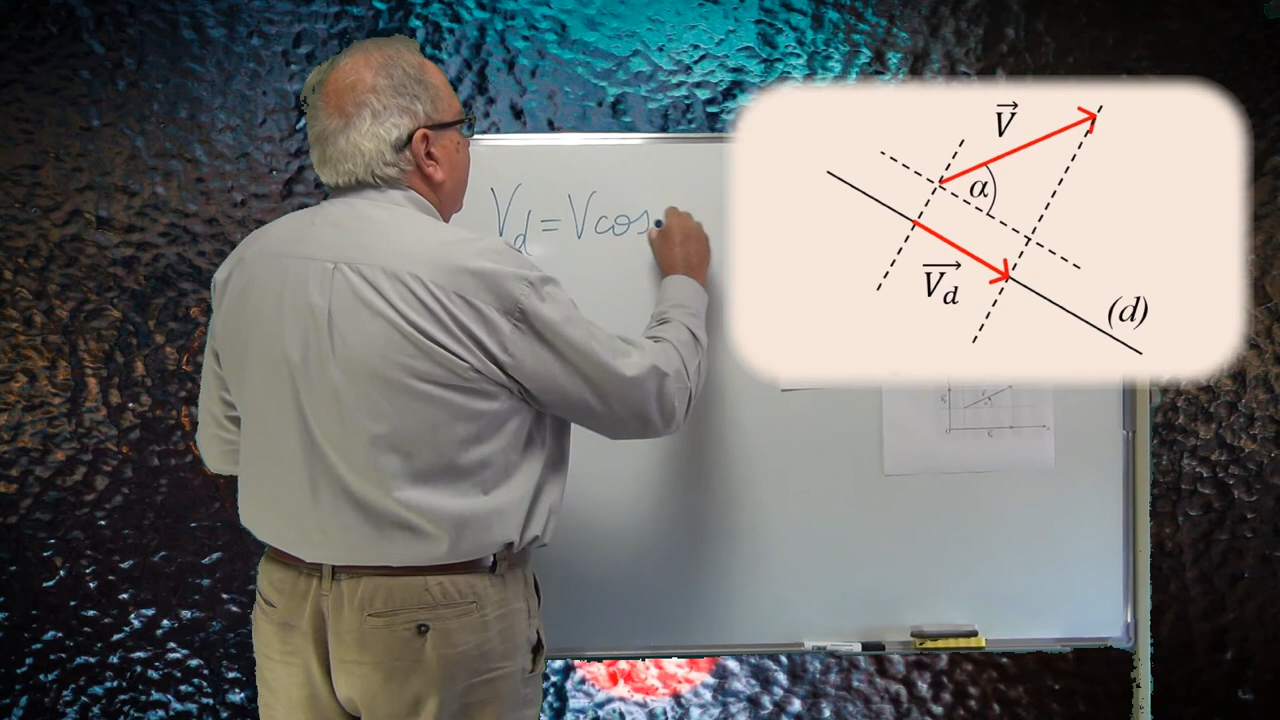 V_d = V cos
V⃗
α
V⃗_d
(d)